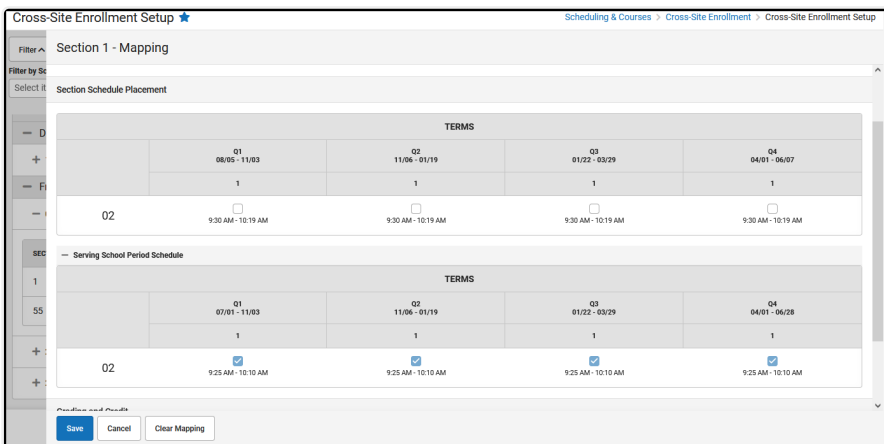 Cross-Site Enrollment Setup
Scheduling & Courses > Cross-Site Enrollment > Cross-Site Enrollment Setup
Filter
Section 1 - Mapping
Filter by Sc
Select it
Section Schedule Placement
TERMS
Q1 Q2 Q3 Q4
08/05 - 11/03 11/06 - 01/19 01/22 - 03/29 04/01 - 06/07
1 1 1 1
02
9:30 AM - 10:19 AM 9:30 AM - 10:19 AM 9:30 AM - 10:19 AM 9:30 AM - 10:19 AM
D
Fr
SEC
1
55
Serving School Period Schedule
TERMS
Q1 Q2 Q3 Q4
07/01 - 11/03 11/06 - 01/19 01/22 - 03/29 04/01 - 06/28
1 1 1 1
02
9:25 AM - 10:10 AM 9:25 AM - 10:10 AM 9:25 AM - 10:10 AM 9:25 AM - 10:10 AM
Grading and Credit
Save Cancel Clear Mapping